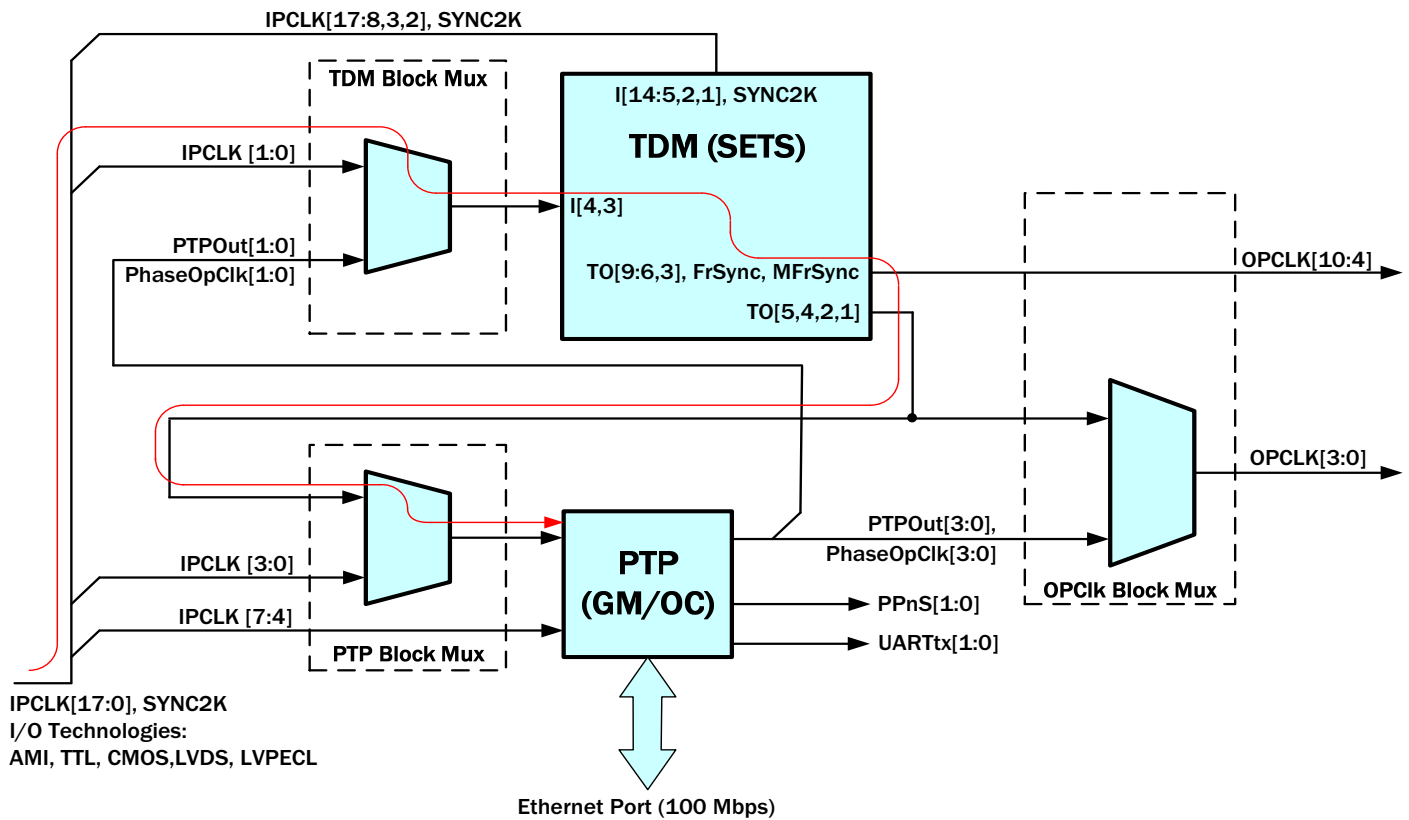 IPCLK[17:8,3,2], SYNC2K
TDM Block Mux
I[14:5,2,1], SYNC2K
TDM (SETS)
IPCLK [1:0]
I[4,3]
PTPOut[1:0]
PhaseOpClk[1:0]
TO[9:6,3], FrSync, MFrSync
OPCLK[10:4]
TO[5,4,2,1]
OPCLK[3:0]
PTPOut[3:0],
PhaseOpClk[3:0]
IPCLK [3:0]
PTP
(GM/OC)
OPClk Block Mux
PPnS[1:0]
IPCLK [7:4]
UARTtx[1:0]
PTP Block Mux
IPCLK[17:0], SYNC2K
I/O Technologies:
AMI, TTL, CMOS,LVDS, LVPECL
Ethernet Port (100 Mbps)